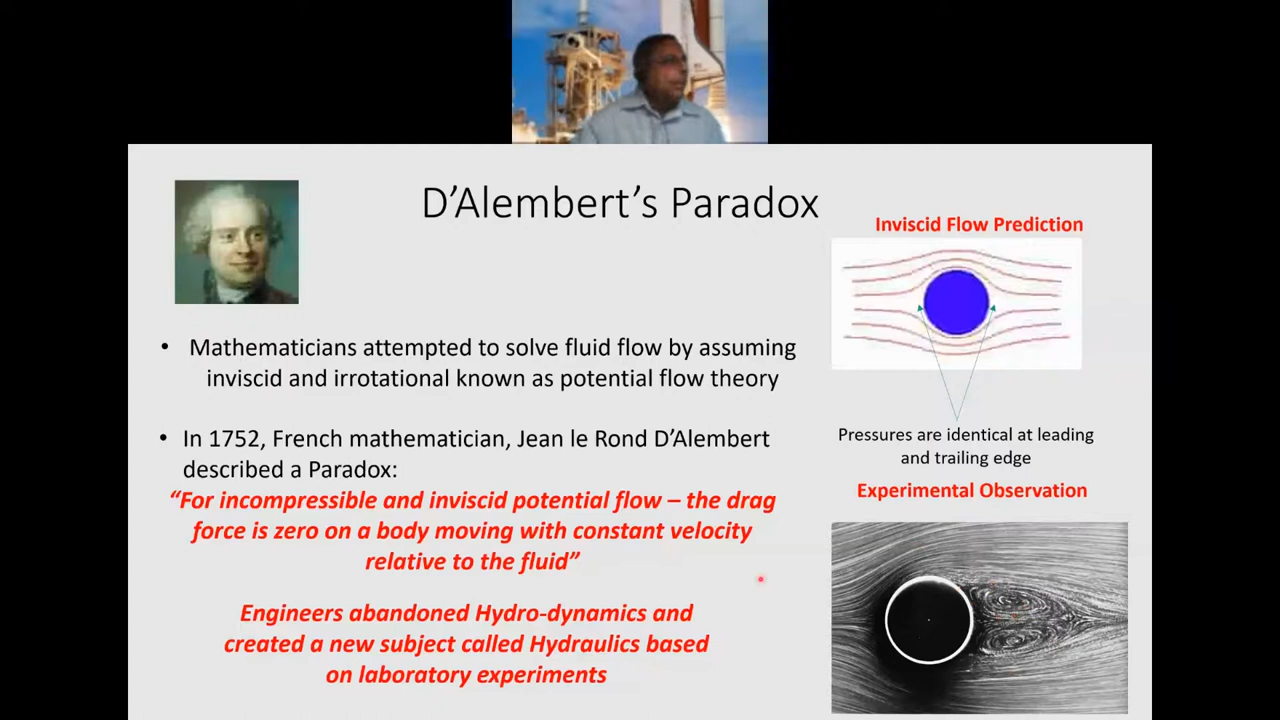 D’Alembert’s Paradox
Inviscid Flow Prediction
• Mathematicians attempted to solve fluid flow by assuming
inviscid and irrotational known as potential flow theory
• In 1752, French mathematician, Jean le Rond D’Alembert
described a Paradox:
“For incompressible and inviscid potential flow – the drag
force is zero on a body moving with constant velocity
relative to the fluid”
Engineers abandoned Hydro-dynamics and
created a new subject called Hydraulics based
on laboratory experiments
Pressures are identical at leading
and trailing edge
Experimental Observation